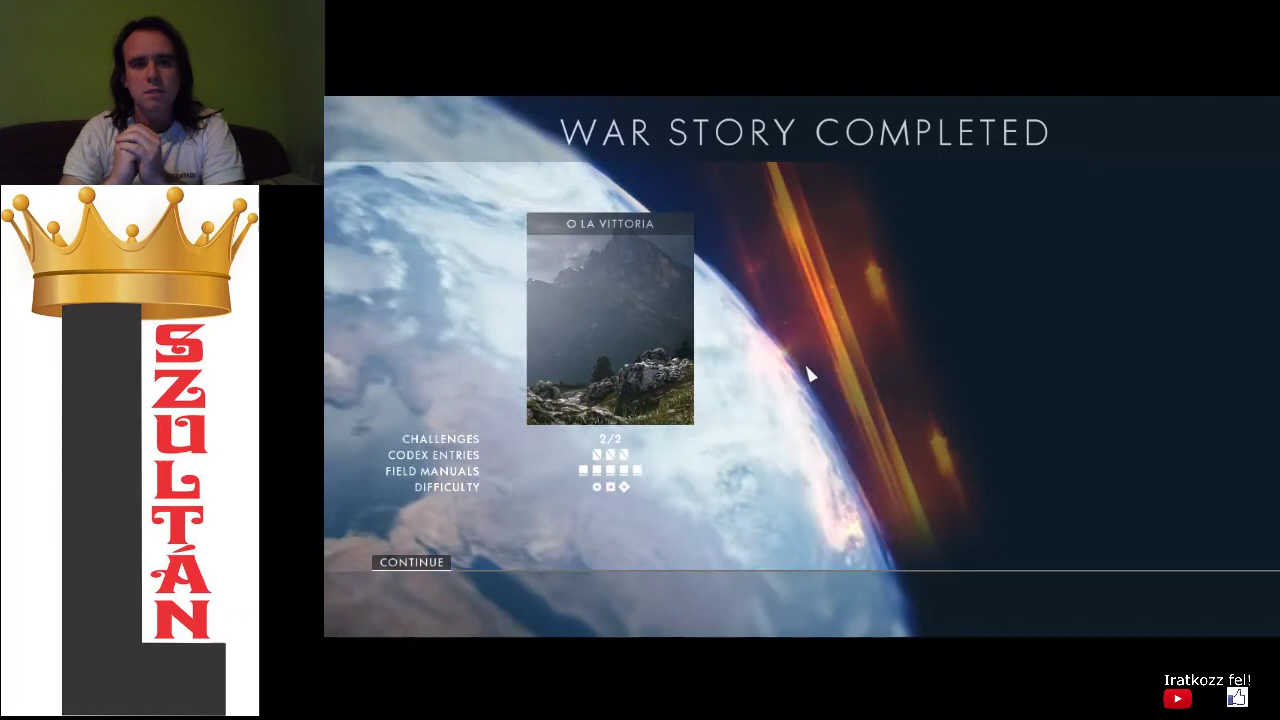 WAR STORY COMPLETED
O LA VITTORIA
CHALLENGES 2/2
CODEX ENTRIES
FIELD MANUALS
DIFFICULTY
CONTINUE
L
SZULTÁN
Iratkozz fel!